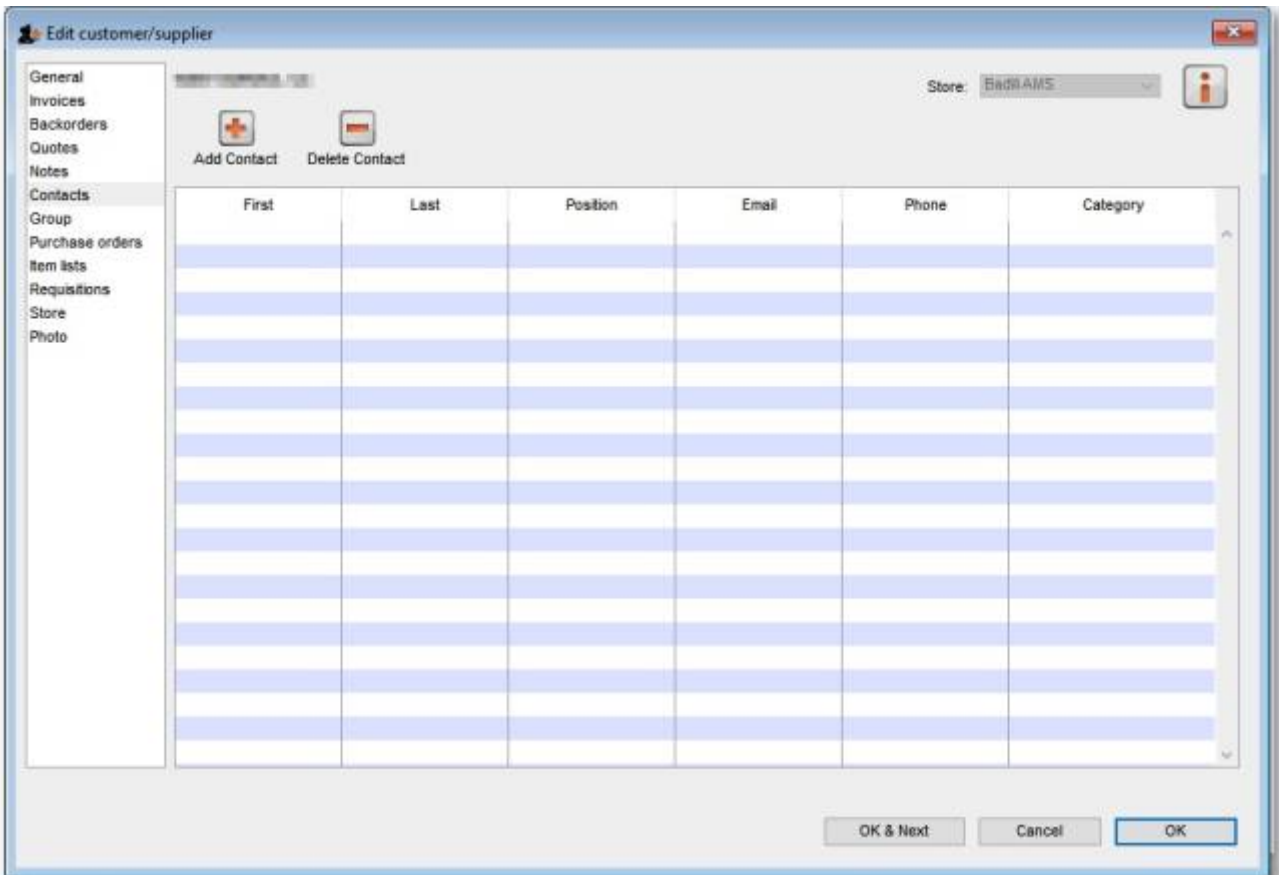 Edit customer/supplier
General
Invoices
Backorders
Quotes
Notes
Contacts
Group
Purchase orders
Item lists
Requisitions
Store
Photo
Store:
Add Contact Delete Contact
First Last Position Email Phone Category
OK & Next Cancel OK